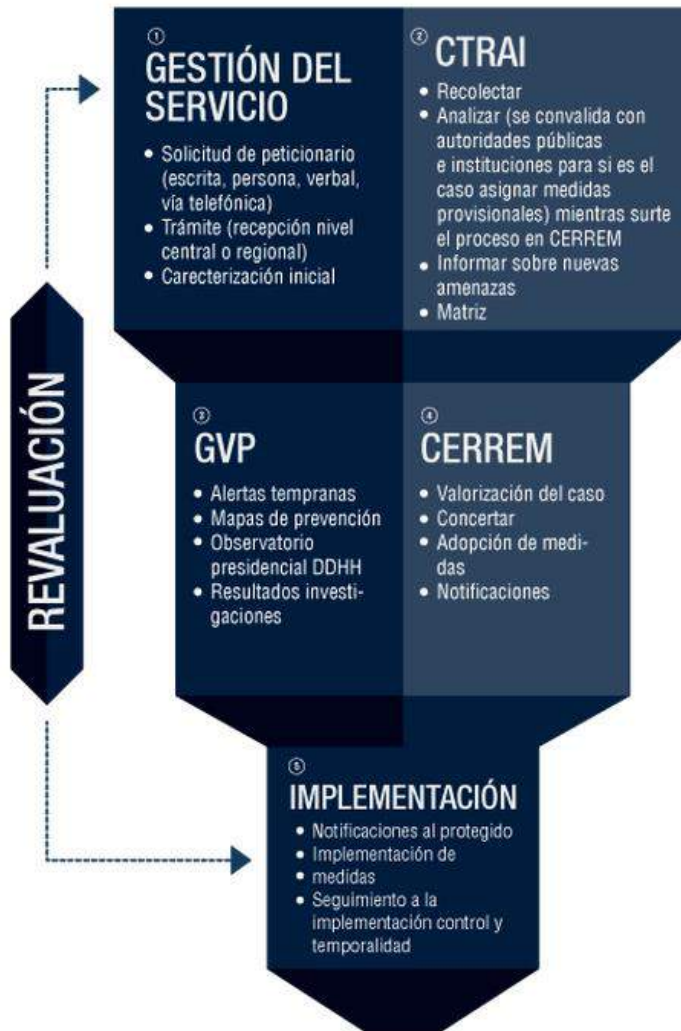 ①
GESTIÓN DEL
SERVICIO
• Solicitud de peticionario
(escrita, persona, verbal,
vía telefónica)
• Trámite (recepción nivel
central o regional)
• Carecterización inicial
②
CTRAI
• Recolectar
• Analizar (se convalida con
autoridades públicas
e instituciones para si es el
caso asignar medidas
provisionales) mientras surte
el proceso en CERREM
• Informar sobre nuevas
amenazas
• Matriz
REVALUACIÓN
③
GVP
• Alertas tempranas
• Mapas de prevención
• Observatorio
presidencial DDHH
• Resultados investi-
gaciones
④
CERREM
• Valorización del caso
• Concertar
• Adopción de medi-
das
• Notificaciones
⑤
IMPLEMENTACIÓN
• Notificaciones al protegido
• Implementación de
• medidas
• Seguimiento a la
implementación control y
temporalidad